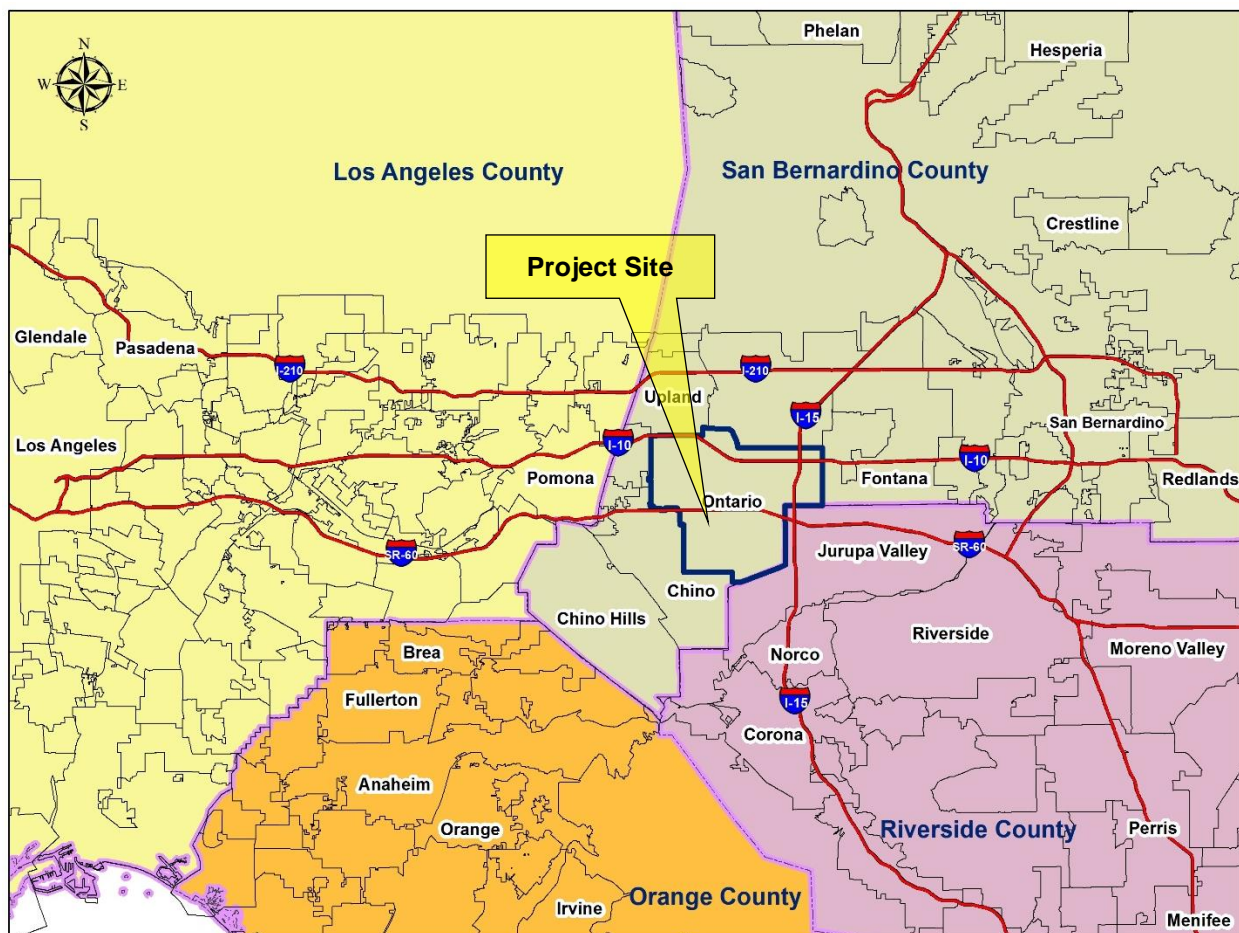 Phelan
Hesperia
N
W E
S
Los Angeles County
San Bernardino County
Crestline
Project Site
Glendale
Pasadena
I-210
I-210
Upland
I-15
Los Angeles
I-10
San Bernardino
Pomona
Fontana
I-10
Redlands
Ontario
SR-60
Jurupa Valley
SR-60
Chino
Chino Hills
Riverside
Brea
Norco
Moreno Valley
Fullerton
I-15
Corona
Anaheim
Orange
Riverside County
Perris
Orange County
Irvine
Menifee